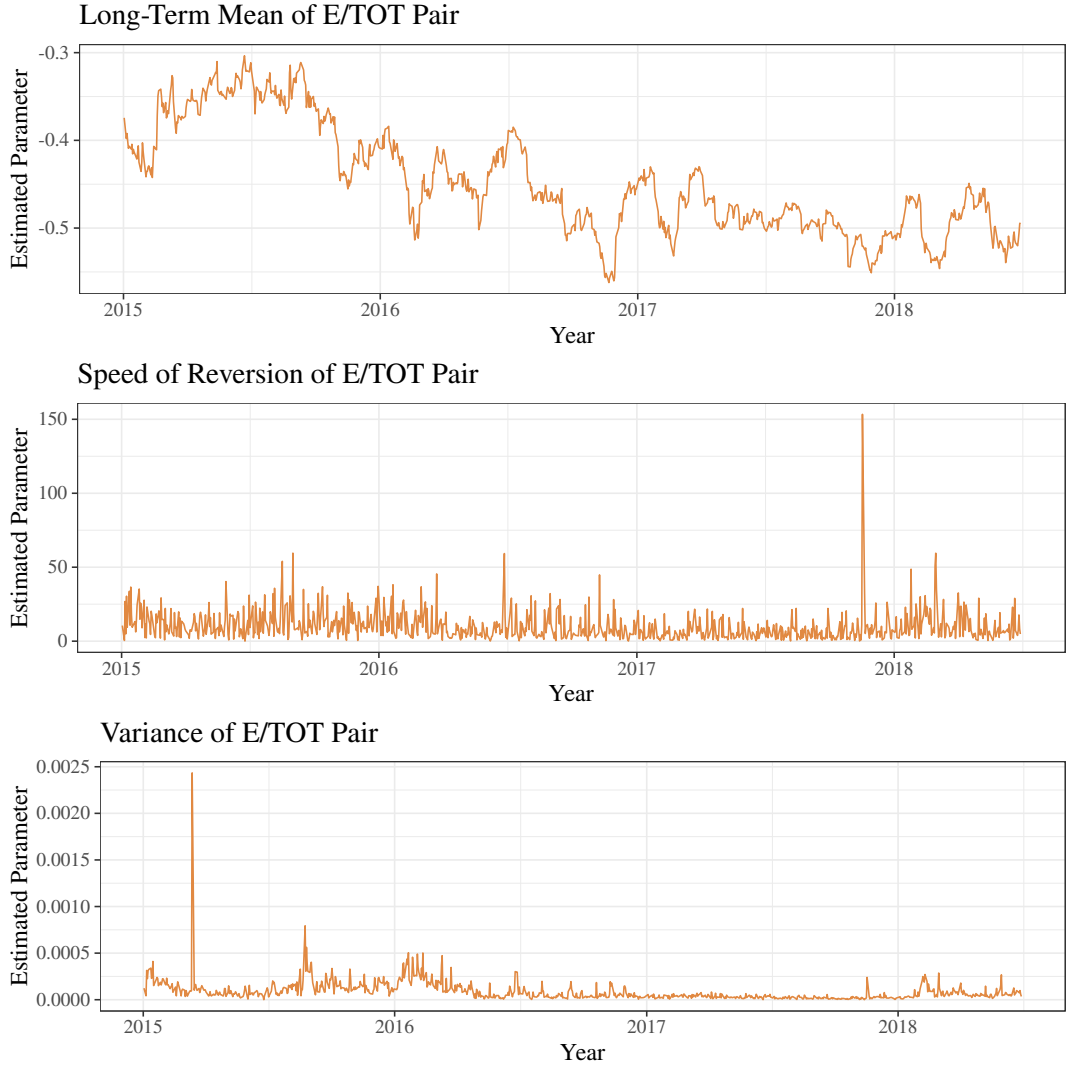 Long-Term Mean of E/TOT Pair
Estimated Parameter
-0.3
-0.4
-0.5
2015 2016 2017 2018
Year
Speed of Reversion of E/TOT Pair
Estimated Parameter
150
100
50
0
2015 2016 2017 2018
Year
Variance of E/TOT Pair
Estimated Parameter
0.0025
0.0020
0.0015
0.0010
0.0005
0.0000
2015 2016 2017 2018
Year